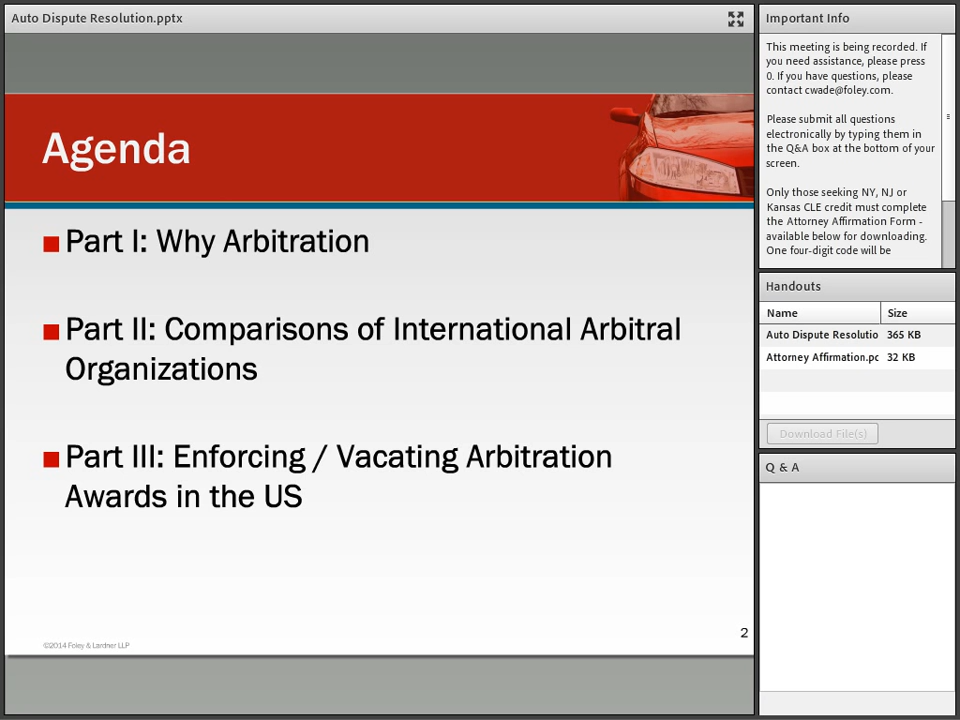 Auto Dispute Resolution.pptx
Agenda
Part I: Why Arbitration
Part II: Comparisons of International Arbitral
Organizations
Part III: Enforcing / Vacating Arbitration
Awards in the US
©2014 Foley & Lardner LLP
2
Important Info
This meeting is being recorded. If
you need assistance, please press
0. If you have questions, please
contact cwade@foley.com.
Please submit all questions
electronically by typing them in
the Q&A box at the bottom of your
screen.
Only those seeking NY, NJ or
Kansas CLE credit must complete
the Attorney Affirmation Form -
available below for downloading.
One four-digit code will be
Handouts
Name Size
Auto Dispute Resolutio 365 KB
Attorney Affirmation.pc 32 KB
Download File(s)
Q & A